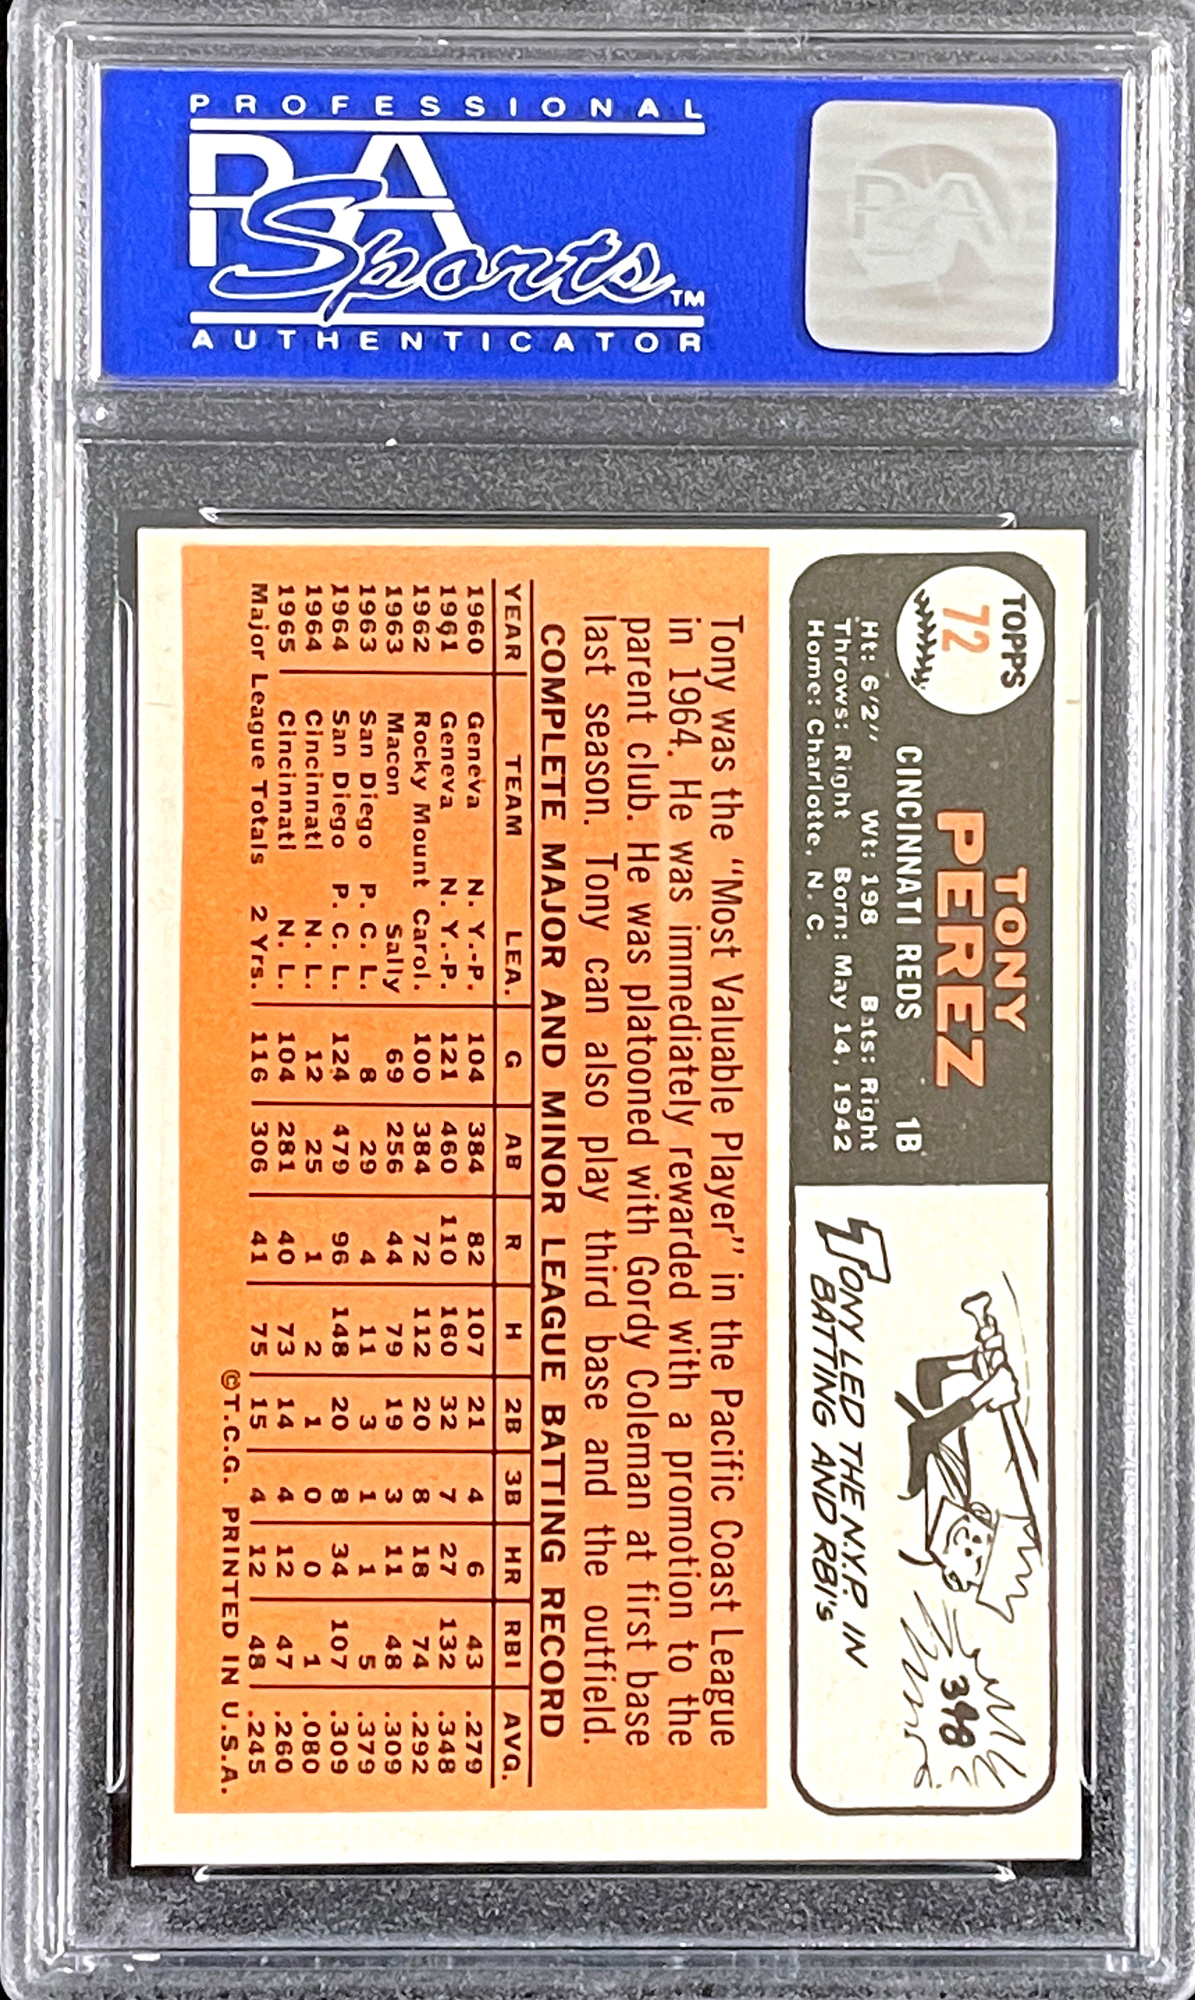 PROFESSIONAL
PSA
Sports™
AUTHENTICATOR
PSA
TOPPS
72
TONY
PEREZ
CINCINNATI REDS 1B
Ht: 6'2" Wt: 198 Bats: Right
Throws: Right Born: May 14, 1942
Home: Charlotte, N. C.
398
TONY LED THE N.Y.P. IN
BATTING AND RBI's
Tony was the "Most Valuable Player" in the Pacific Coast League
in 1964. He was immediately rewarded with a promotion to the
parent club. He was platooned with Gordy Coleman at first base
last season. Tony can also play third base and the outfield.
COMPLETE MAJOR AND MINOR LEAGUE BATTING RECORD
YEAR TEAM LEA. G AB R H 2B 3B HR RBI AVG.
1960 Geneva N. Y.-P. 104 384 82 107 21 4 6 43 .279
1961 Geneva N. Y.-P. 121 460 110 160 32 7 27 132 .348
1962 Rocky Mount Carol. 100 384 72 112 20 8 18 74 .292
1963 Macon Sally 69 256 44 79 19 3 11 48 .309
1963 San Diego P. C. L. 8 29 4 11 3 1 1 5 .379
1964 San Diego P. C. L. 124 479 96 148 20 8 34 107 .309
1964 Cincinnati N. L. 12 25 1 2 1 0 0 1 .080
1965 Cincinnati N. L. 104 281 40 73 14 4 12 47 .260
Major League Totals 2 Yrs. 116 306 41 75 15 4 12 48 .245
©T.C.G. PRINTED IN U.S.A.